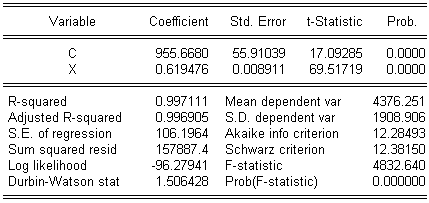 Variable Coefficient Std. Error t-Statistic Prob.
C 955.6680 55.91039 17.09285 0.0000
X 0.619476 0.008911 69.51719 0.0000
R-squared 0.997111 Mean dependent var 4376.251
Adjusted R-squared 0.996905 S.D. dependent var 1908.906
S.E. of regression 106.1964 Akaike info criterion 12.28493
Sum squared resid 157887.4 Schwarz criterion 12.38150
Log likelihood -96.27941 F-statistic 4832.640
Durbin-Watson stat 1.506428 Prob(F-statistic) 0.000000